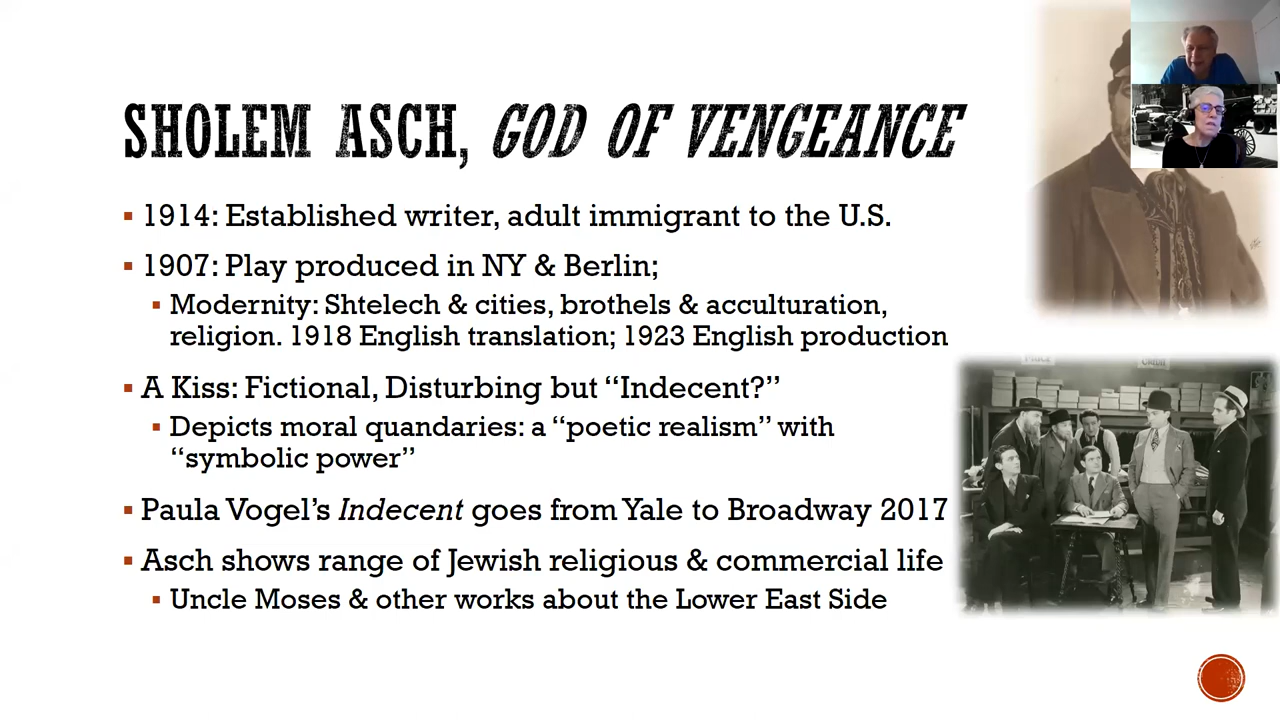 SHOLEM ASCH, GOD OF VENGEANCE
▪ 1914: Established writer, adult immigrant to the U.S.
▪ 1907: Play produced in NY & Berlin;
▪ Modernity: Shtelech & cities, brothels & acculturation,
religion. 1918 English translation; 1923 English production
▪ A Kiss: Fictional, Disturbing but “Indecent?”
▪ Depicts moral quandaries: a “poetic realism” with
“symbolic power”
▪ Paula Vogel’s Indecent goes from Yale to Broadway 2017
▪ Asch shows range of Jewish religious & commercial life
▪ Uncle Moses & other works about the Lower East Side